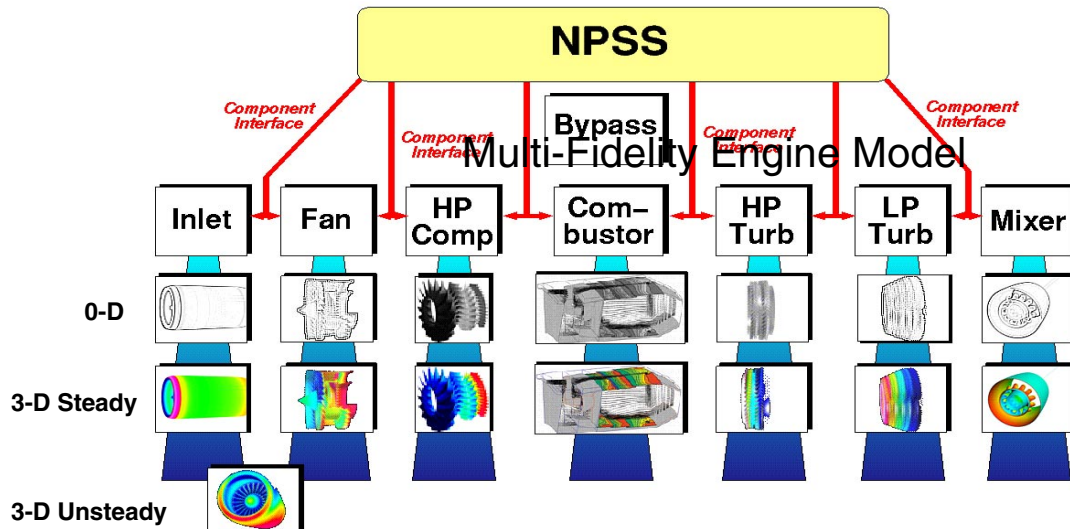 NPSS
Component
Interface
Component
Interface
Bypass
Component
Interface
Component
Interface
Multi-Fidelity Engine Model
Inlet
Fan
HP
Comp
Com-
bustor
HP
Turb
LP
Turb
Mixer
0-D
3-D Steady
3-D Unsteady